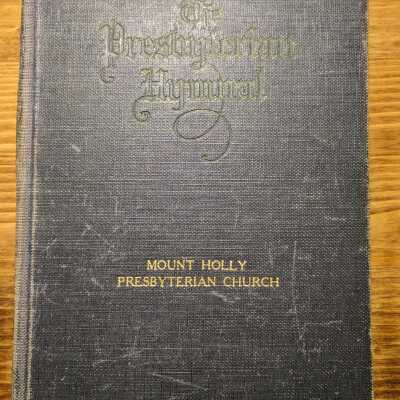 The
Presbyterian
Hymnal
MOUNT HOLLY
PRESBYTERIAN CHURCH